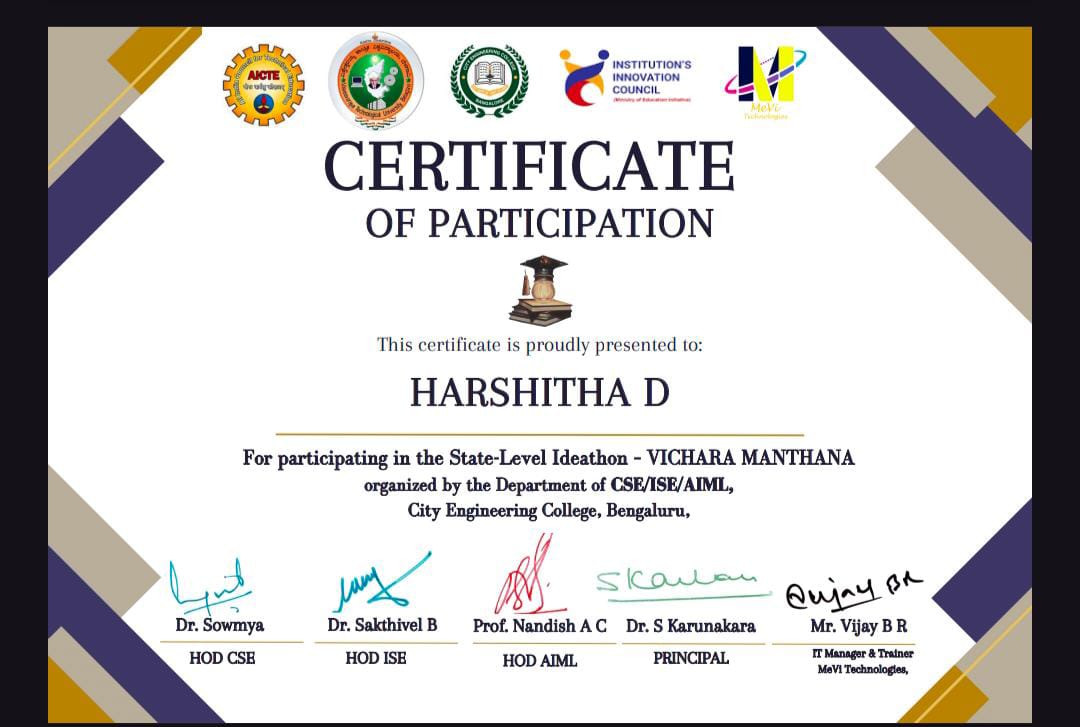 AICTE
INSTITUTION'S
INNOVATION
COUNCIL
(Ministry of Education Initiative)
MeVi
Technologies
CERTIFICATE
OF PARTICIPATION
This certificate is proudly presented to:
HARSHITHA D
For participating in the State-Level Ideathon - VICHARA MANTHANA
organized by the Department of CSE/ISE/AIML,
City Engineering College, Bengaluru,
Dr. Sowmya Dr. Sakthivel B Prof. Nandish A C Dr. S Karunakara Mr. Vijay B R
HOD CSE HOD ISE HOD AIML PRINCIPAL IT Manager & Trainer
MeVi Technologies,